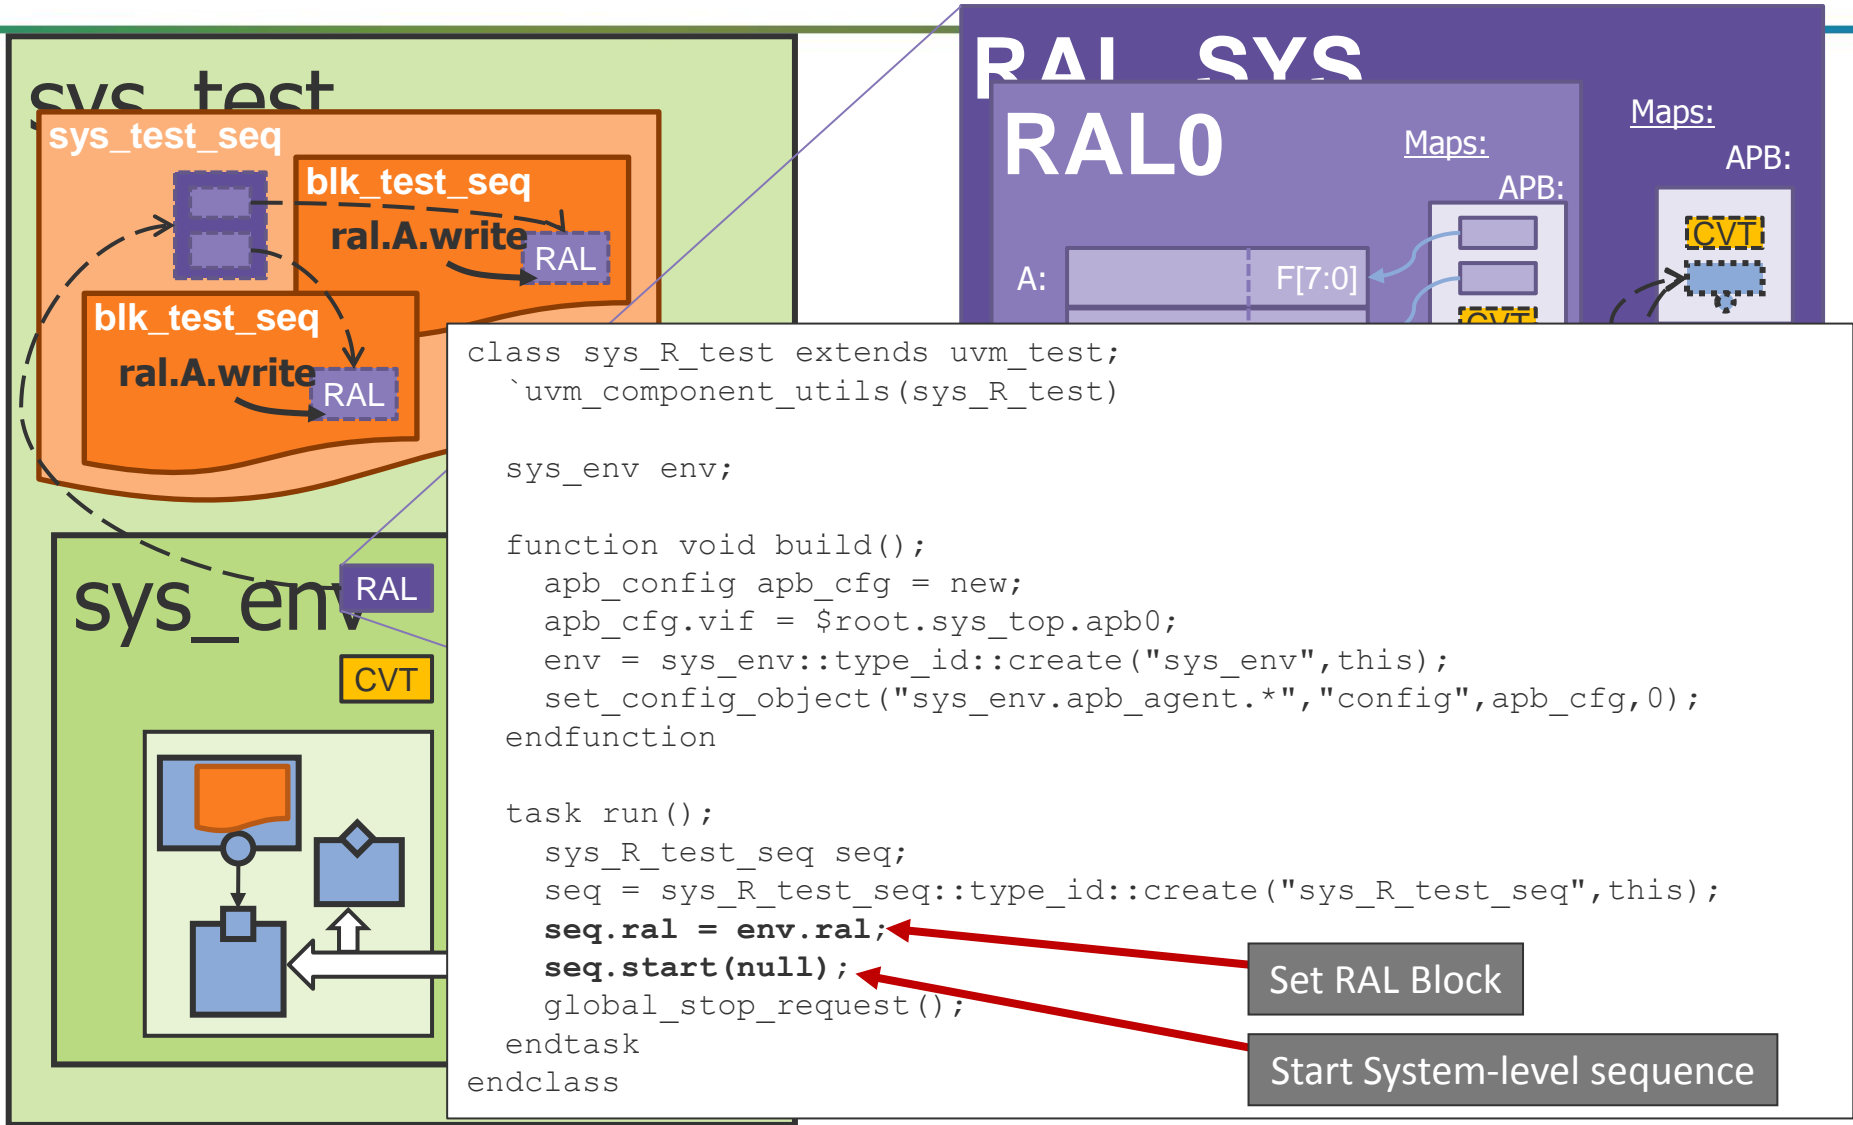 sys_test
sys_test_seq
blk_test_seq
ral.A.write
RAL
blk_test_seq
ral.A.write
RAL
sys_env
RAL
CVT
RAL_SYS
Maps:
APB:
CVT
RAL0
Maps:
APB:
A:
F[7:0]
CVT
class sys_R_test extends uvm_test;
`uvm_component_utils(sys_R_test)
sys_env env;
function void build();
apb_config apb_cfg = new;
apb_cfg.vif = $root.sys_top.apb0;
env = sys_env::type_id::create("sys_env",this);
set_config_object("sys_env.apb_agent.*","config",apb_cfg,0);
endfunction
task run();
sys_R_test_seq seq;
seq = sys_R_test_seq::type_id::create("sys_R_test_seq",this);
seq.ral = env.ral;
seq.start(null);
global_stop_request();
endtask
endclass
Set RAL Block
Start System-level sequence